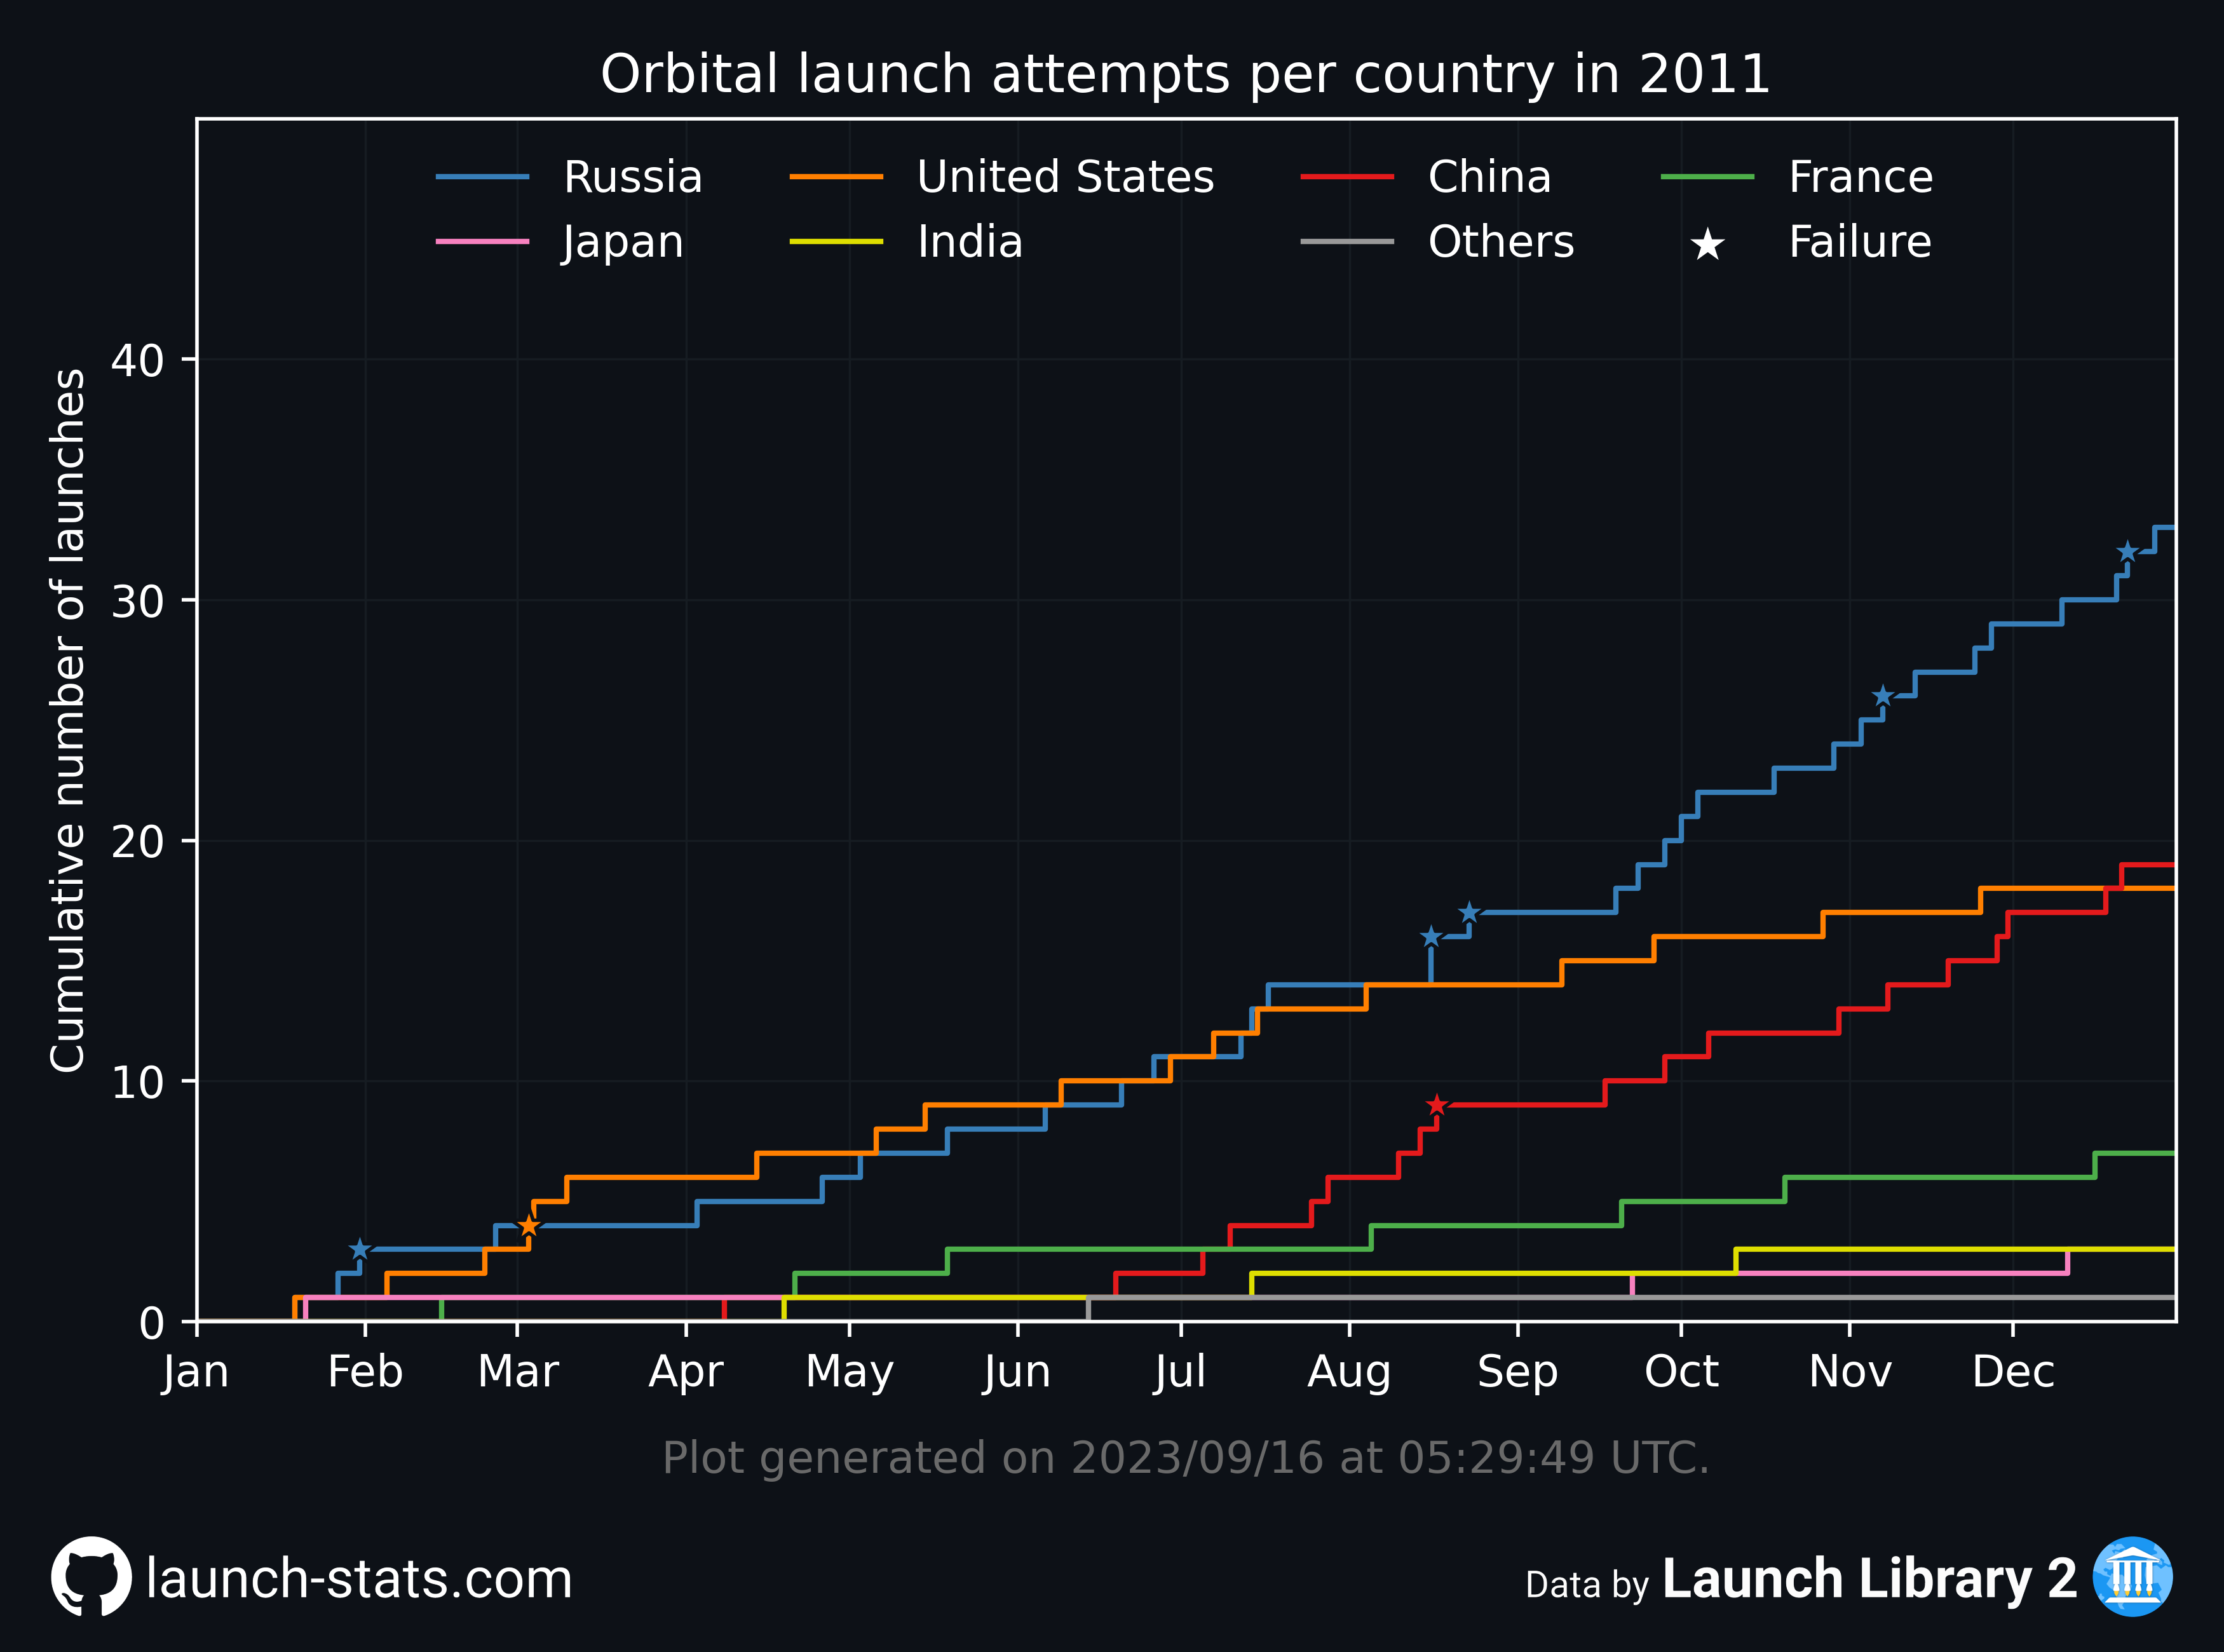 Orbital launch attempts per country in 2011
Russia United States China France
Japan India Others Failure
Cumulative number of launches
40
30
20
10
0
Jan Feb Mar Apr May Jun Jul Aug Sep Oct Nov Dec
Plot generated on 2023/09/16 at 05:29:49 UTC.
launch-stats.com
Data by Launch Library 2